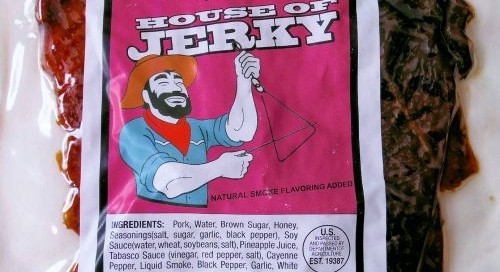 HOUSE OF
JERKY
NATURAL SMOKE FLAVORING ADDED
INGREDIENTS: Pork, Water, Brown Sugar, Honey,
Seasonings(salt, sugar, garlic, black pepper), Soy
Sauce(water, wheat, soybeans, salt), Pineapple Juice,
Tabasco Sauce (vinegar, red pepper, salt), Cayenne
Pepper, Liquid Smoke, Black Pepper, Garlic, White
U.S.
INSPECTED
AND PASSED BY
DEPARTMENT OF
AGRICULTURE
EST. 19387